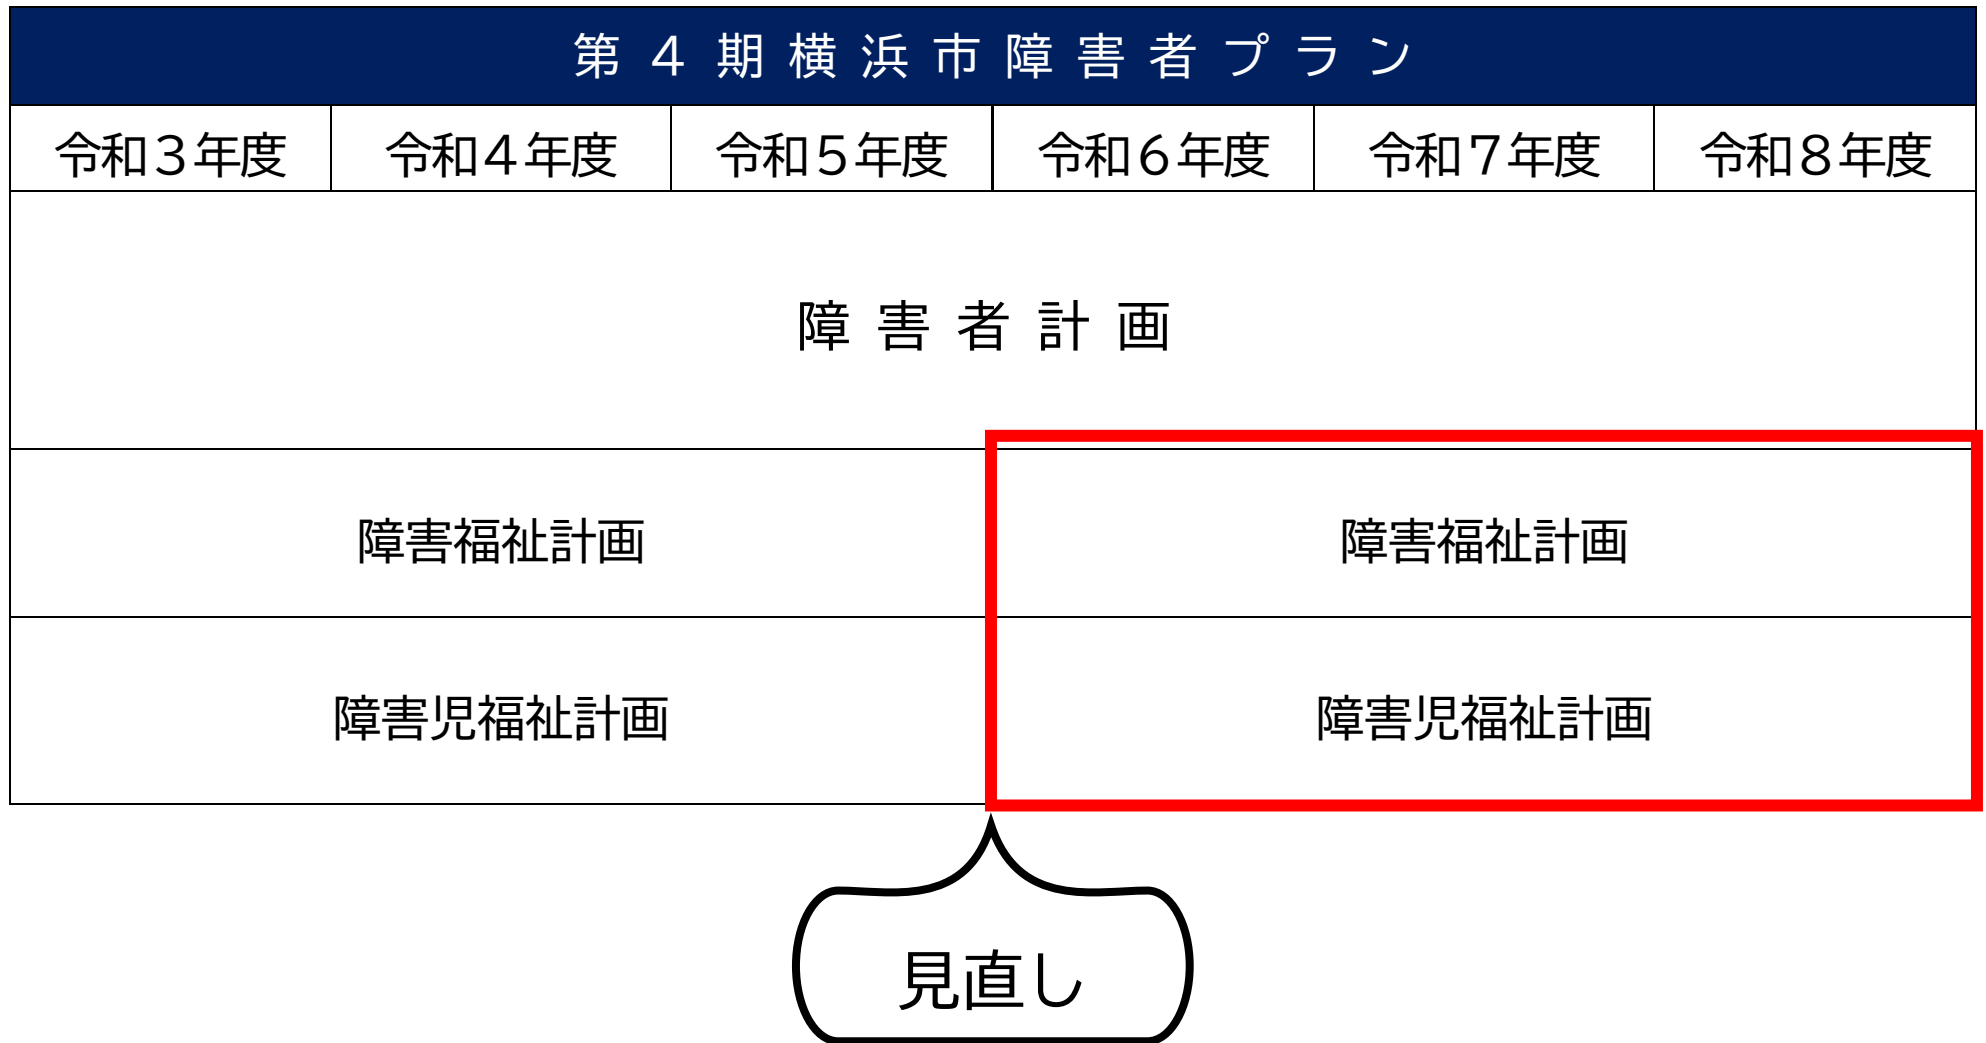 第４期横浜市障害者プラン
令和３年度 令和４年度 令和５年度 令和６年度 令和７年度 令和８年度
障害者計画
障害福祉計画 障害福祉計画
障害児福祉計画 障害児福祉計画
見直し